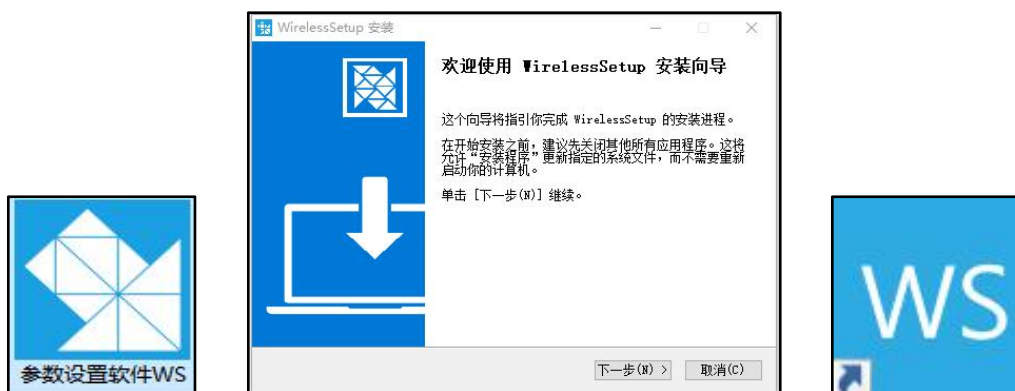 WirelessSetup 安装
欢迎使用 WirelessSetup 安装向导
这个向导将指引你完成 WirelessSetup 的安装进程。
在开始安装之前，建议先关闭其他所有应用程序。这将
允许“安装程序”更新指定的系统文件，而不需要重新
启动你的计算机。
单击 [下一步(N)] 继续。
下一步(N) >
取消(C)
参数设置软件WS
WS